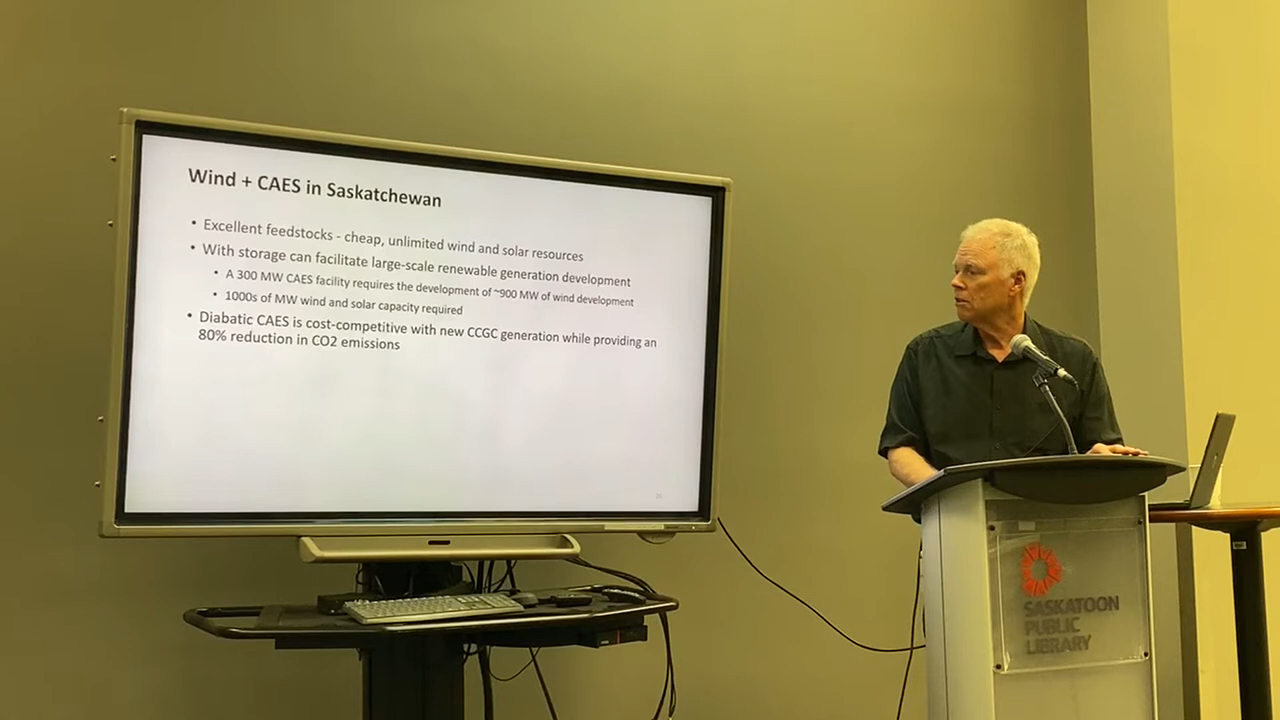 Wind + CAES in Saskatchewan
• Excellent feedstocks - cheap, unlimited wind and solar resources
• With storage can facilitate large-scale renewable generation development
• A 300 MW CAES facility requires the development of ~900 MW of wind development
• 1000s of MW wind and solar capacity required
• Diabatic CAES is cost-competitive with new CCGC generation while providing an
80% reduction in CO2 emissions
SASKATOON
PUBLIC
LIBRARY